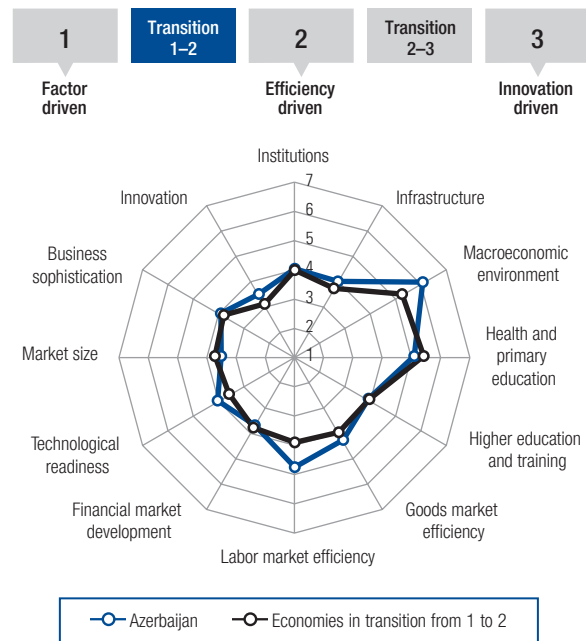 1
Transition
1–2
2
Transition
2–3
3
Factor
driven
Efficiency
driven
Innovation
driven
Institutions
Innovation
Infrastructure
Business
sophistication
Macroeconomic
environment
Market size
Health and
primary
education
Technological
readiness
Higher education
and training
Financial market
development
Goods market
efficiency
Labor market efficiency
7
6
5
4
3
2
1
Azerbaijan
Economies in transition from 1 to 2